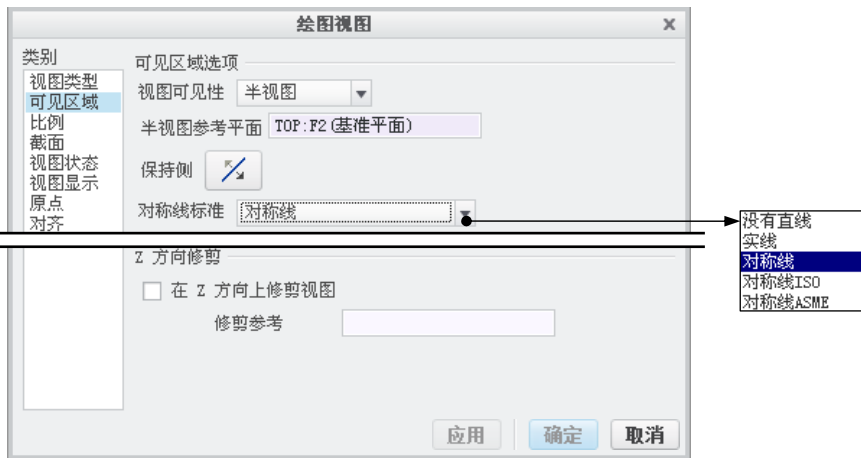 绘图视图
类别
视图类型
可见区域
比例
截面
视图状态
视图显示
原点
对齐
可见区域选项
视图可见性 半视图
半视图参考平面 TOP:F2(基准平面)
保持侧
对称线标准 对称线
没有直线
实线
对称线
对称线ISO
对称线ASME
Z 方向修剪
在 Z 方向上修剪视图
修剪参考
应用 确定 取消